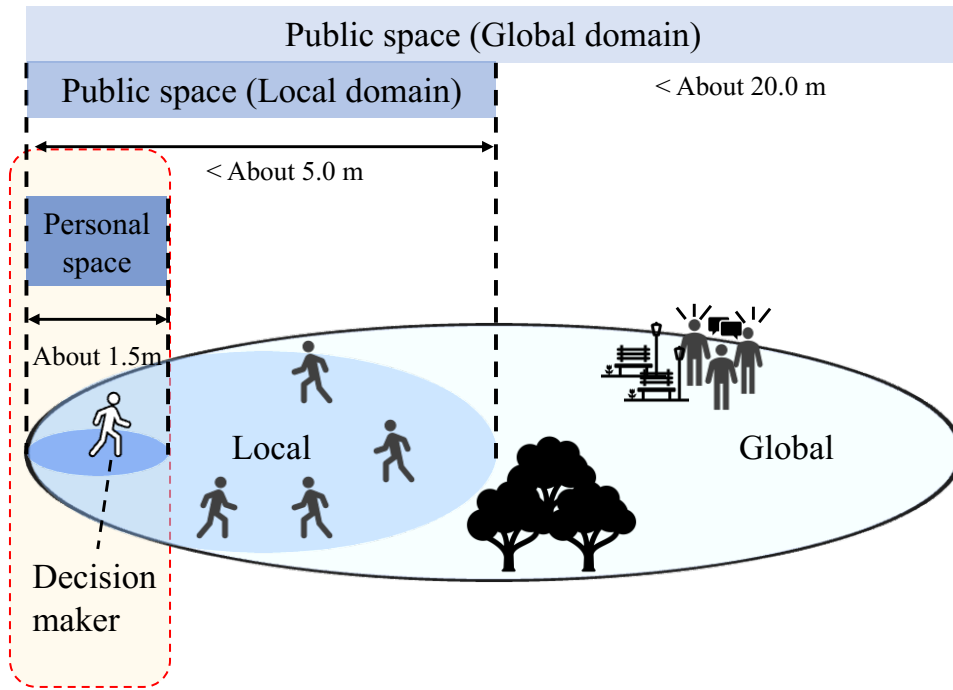 Public space (Global domain)
Public space (Local domain)
< About 20.0 m
< About 5.0 m
Personal
space
About 1.5m
Local
Global
Decision
maker